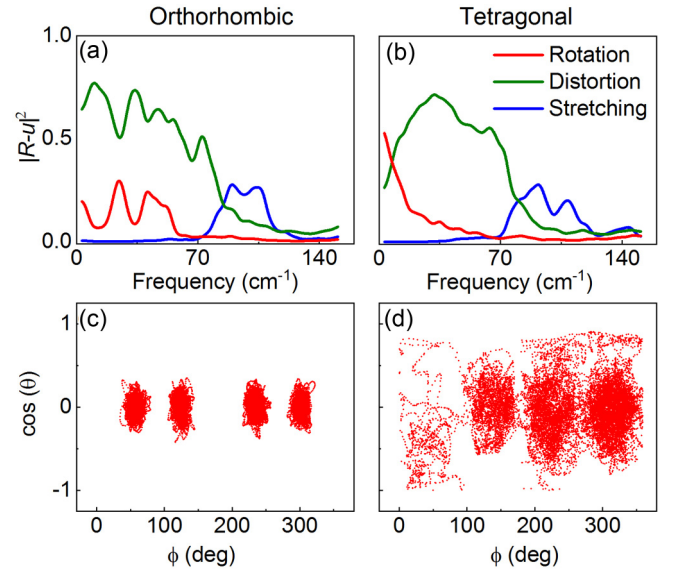 Orthorhombic
Tetragonal
(a)
(b)
Rotation
Distortion
Stretching
1.0
0.5
0.0
|R-u|²
0
70
140
0
70
140
Frequency (cm⁻¹)
Frequency (cm⁻¹)
(c)
(d)
1
0
-1
cos (θ)
0
100
200
300
0
100
200
300
ϕ (deg)
ϕ (deg)